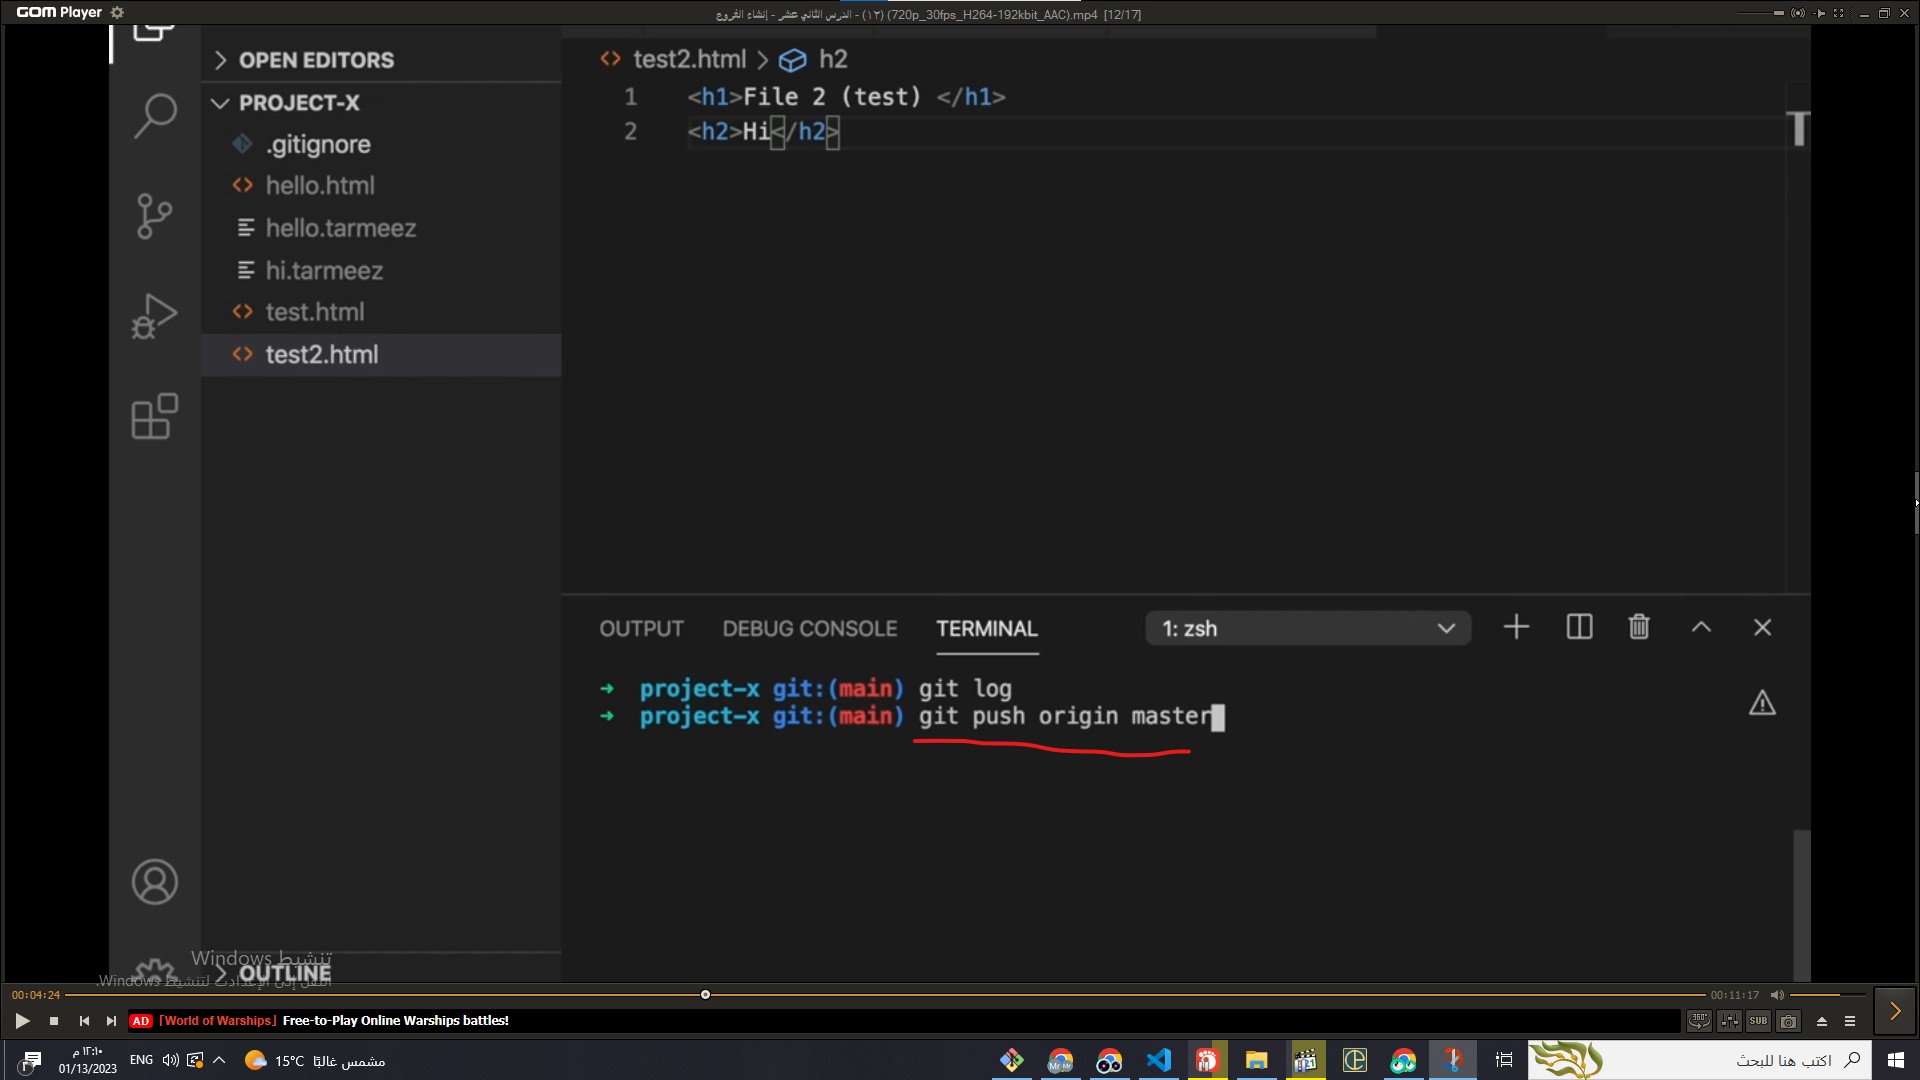 GOM Player
الدرس الثاني عشر - إنشاء الفروع - (١٢) (720p_30fps_H264-192kbit_AAC).mp4 [12/17]
OPEN EDITORS
PROJECT-X
.gitignore
hello.html
hello.tarmeez
hi.tarmeez
test.html
test2.html
OUTLINE
test2.html > h2
1 <h1>File 2 (test) </h1>
2 <h2>Hi</h2>
OUTPUT DEBUG CONSOLE TERMINAL 1: zsh
➜ project-x git:(main) git log
➜ project-x git:(main) git push origin master
تنشيط Windows
انتقل إلى الإعدادات لتنشيط Windows.
00:04:24 00:11:17
AD [World of Warships] Free-to-Play Online Warships battles!
360° SUB
١٢:١٠ م
01/13/2023
ENG
15°C مشمس غالبًا
اكتب هنا للبحث